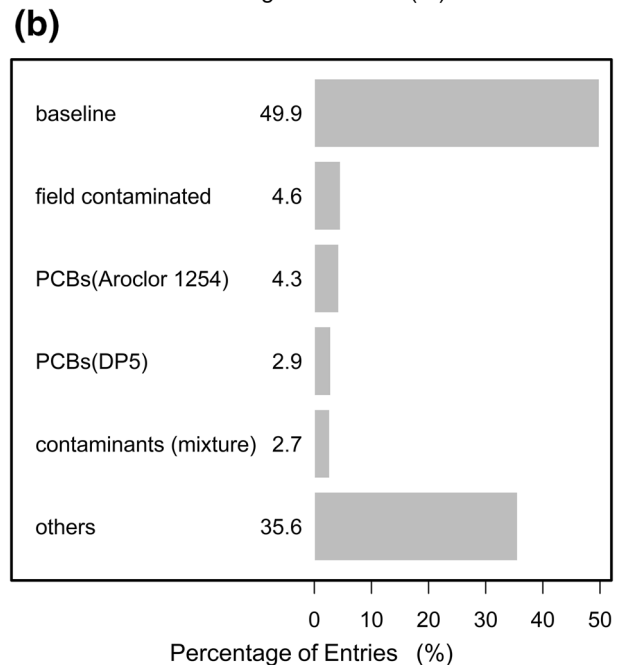 (b)
baseline 49.9
field contaminated 4.6
PCBs(Aroclor 1254) 4.3
PCBs(DP5) 2.9
contaminants (mixture) 2.7
others 35.6
0 10 20 30 40 50
Percentage of Entries (%)